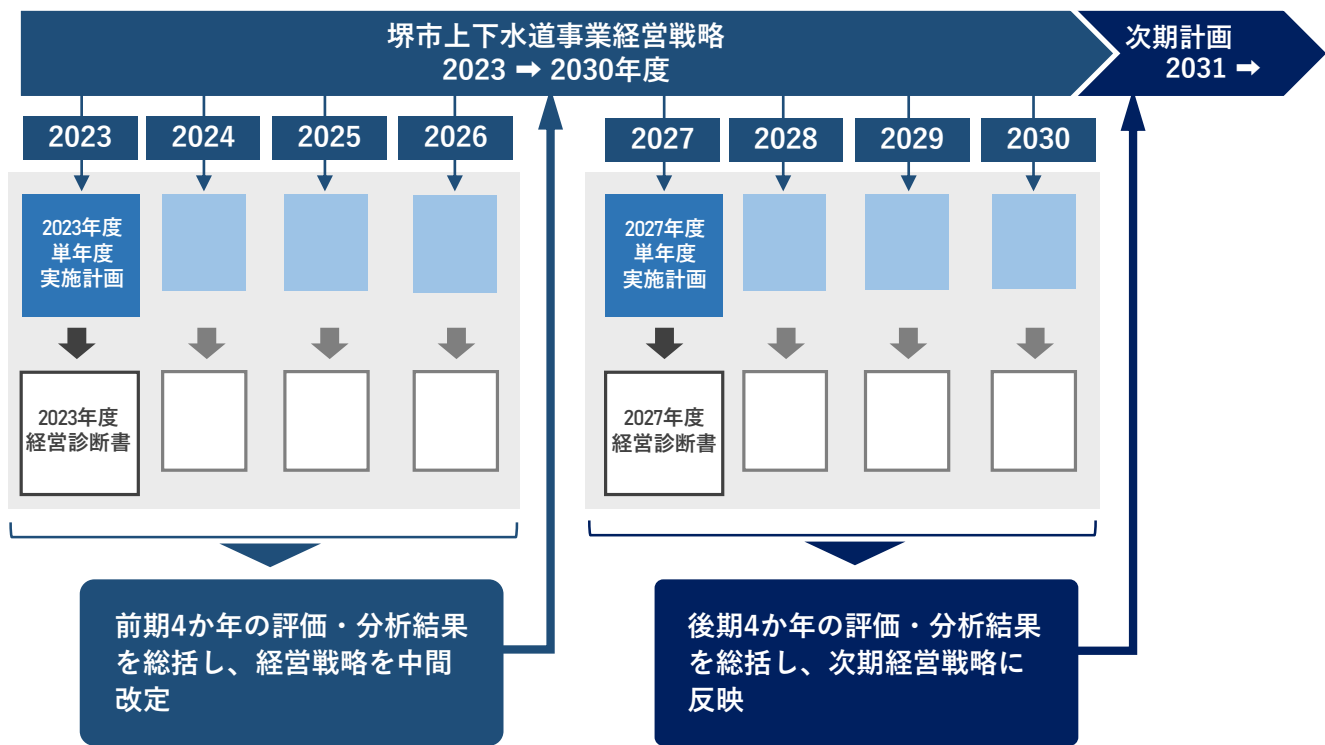 堺市上下水道事業経営戦略
2023 ➡ 2030年度
次期計画
2031 ➡
2023
2024
2025
2026
2027
2028
2029
2030
2023年度
単年度
実施計画
2027年度
単年度
実施計画
2023年度
経営診断書
2027年度
経営診断書
前期4か年の評価・分析結果
を総括し、経営戦略を中間
改定
後期4か年の評価・分析結果
を総括し、次期経営戦略に
反映